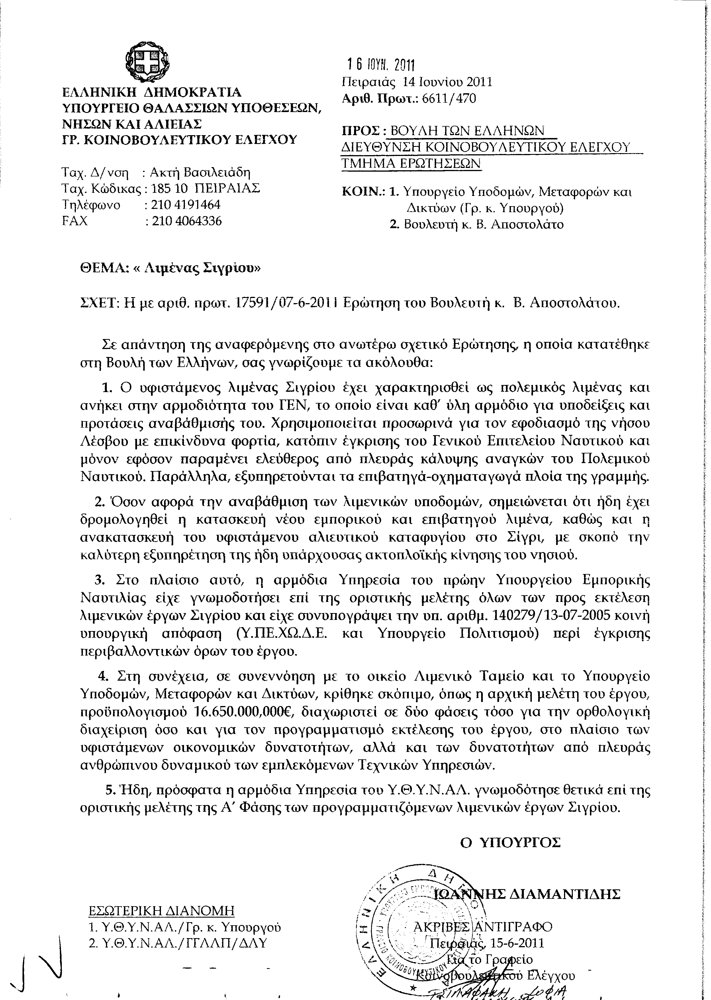 1 6 ΙΟΥΝ. 2011
Πειραιάς 14 Ιουνίου 2011
Αριθ. Πρωτ.: 6611/470
ΕΛΛΗΝΙΚΗ ΔΗΜΟΚΡΑΤΙΑ
ΥΠΟΥΡΓΕΙΟ ΘΑΛΑΣΣΙΩΝ ΥΠΟΘΕΣΕΩΝ,
ΝΗΣΩΝ ΚΑΙ ΑΛΙΕΙΑΣ
ΓΡ. ΚΟΙΝΟΒΟΥΛΕΥΤΙΚΟΥ ΕΛΕΓΧΟΥ
Ταχ. Δ/νση : Ακτή Βασιλειάδη
Ταχ. Κώδικας : 185 10 ΠΕΙΡΑΙΑΣ
Τηλέφωνο : 210 4191464
FAX : 210 4064336
ΠΡΟΣ : ΒΟΥΛΗ ΤΩΝ ΕΛΛΗΝΩΝ
ΔΙΕΥΘΥΝΣΗ ΚΟΙΝΟΒΟΥΛΕΥΤΙΚΟΥ ΕΛΕΓΧΟΥ
ΤΜΗΜΑ ΕΡΩΤΗΣΕΩΝ
ΚΟΙΝ.: 1. Υπουργείο Υποδομών, Μεταφορών και
Δικτύων (Γρ. κ. Υπουργού)
2. Βουλευτή κ. Β. Αποστολάτο
ΘΕΜΑ: « Λιμένας Σιγρίου»
ΣΧΕΤ: Η με αριθ. πρωτ. 17591/07-6-2011 Ερώτηση του Βουλευτή κ. Β. Αποστολάτου.
Σε απάντηση της αναφερόμενης στο ανωτέρω σχετικό Ερώτησης, η οποία κατατέθηκε
στη Βουλή των Ελλήνων, σας γνωρίζουμε τα ακόλουθα:
1. Ο υφιστάμενος λιμένας Σιγρίου έχει χαρακτηρισθεί ως πολεμικός λιμένας και
ανήκει στην αρμοδιότητα του ΓΕΝ, το οποίο είναι καθ' ύλη αρμόδιο για υποδείξεις και
προτάσεις αναβάθμισής του. Χρησιμοποιείται προσωρινά για τον εφοδιασμό της νήσου
Λέσβου με επικίνδυνα φορτία, κατόπιν έγκρισης του Γενικού Επιτελείου Ναυτικού και
μόνον εφόσον παραμένει ελεύθερος από πλευράς κάλυψης αναγκών του Πολεμικού
Ναυτικού. Παράλληλα, εξυπηρετούνται τα επιβατηγά-οχηματαγωγά πλοία της γραμμής.
2. Όσον αφορά την αναβάθμιση των λιμενικών υποδομών, σημειώνεται ότι ήδη έχει
δρομολογηθεί η κατασκευή νέου εμπορικού και επιβατηγού λιμένα, καθώς και η
ανακατασκευή του υφιστάμενου αλιευτικού καταφυγίου στο Σίγρι, με σκοπό την
καλύτερη εξυπηρέτηση της ήδη υπάρχουσας ακτοπλοϊκής κίνησης του νησιού.
3. Στο πλαίσιο αυτό, η αρμόδια Υπηρεσία του πρώην Υπουργείου Εμπορικής
Ναυτιλίας είχε γνωμοδοτήσει επί της οριστικής μελέτης όλων των προς εκτέλεση
λιμενικών έργων Σιγρίου και είχε συνυπογράψει την υπ. αριθμ. 140279/13-07-2005 κοινή
υπουργική απόφαση (Υ.ΠΕ.ΧΩ.Δ.Ε. και Υπουργείο Πολιτισμού) περί έγκρισης
περιβαλλοντικών όρων του έργου.
4. Στη συνέχεια, σε συνεννόηση με το οικείο Λιμενικό Ταμείο και το Υπουργείο
Υποδομών, Μεταφορών και Δικτύων, κρίθηκε σκόπιμο, όπως η αρχική μελέτη του έργου,
προϋπολογισμού 16.650.000,000€, διαχωριστεί σε δύο φάσεις τόσο για την ορθολογική
διαχείριση όσο και για τον προγραμματισμό εκτέλεσης του έργου, στο πλαίσιο των
υφιστάμενων οικονομικών δυνατοτήτων, αλλά και των δυνατοτήτων από πλευράς
ανθρώπινου δυναμικού των εμπλεκόμενων Τεχνικών Υπηρεσιών.
5. Ήδη, πρόσφατα η αρμόδια Υπηρεσία του Υ.Θ.Υ.Ν.ΑΛ. γνωμοδότησε θετικά επί της
οριστικής μελέτης της Α' Φάσης των προγραμματιζόμενων λιμενικών έργων Σιγρίου.
Ο ΥΠΟΥΡΓΟΣ
ΙΩΑΝΝΗΣ ΔΙΑΜΑΝΤΙΔΗΣ
ΕΣΩΤΕΡΙΚΗ ΔΙΑΝΟΜΗ
1. Υ.Θ.Υ.Ν.ΑΛ./Γρ. κ. Υπουργού
2. Υ.Θ.Υ.Ν.ΑΛ./ΓΓΛΛΠ/ΔΛΥ
ΑΚΡΙΒΕΣ ΑΝΤΙΓΡΑΦΟ
Πειραιάς, 15-6-2011
Για το Γραφείο
Κοινοβουλευτικού Ελέγχου
ΕΛΛΗΝΙΚΗ
ΣΟΦΙΑ